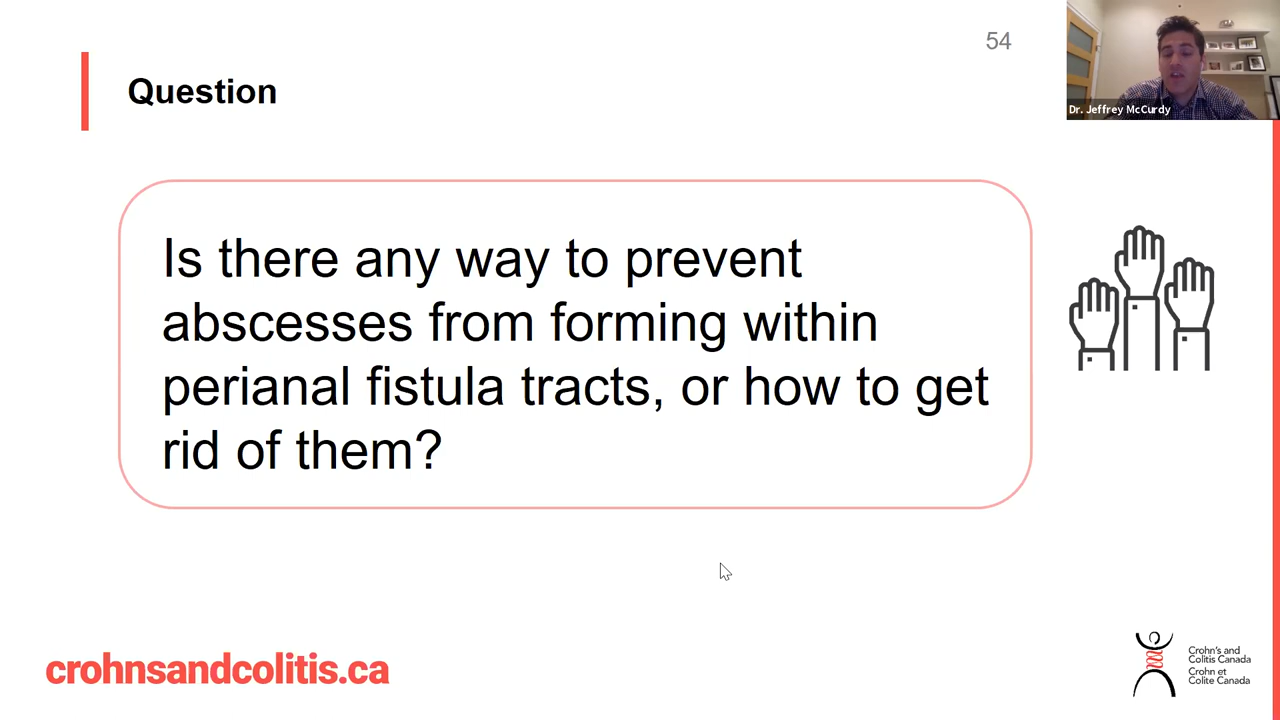 54
Dr. Jeffrey McCurdy
Question
Is there any way to prevent
abscesses from forming within
perianal fistula tracts, or how to get
rid of them?
crohnsandcolitis.ca
Crohn's and
Colitis Canada
Crohn et
Colite Canada